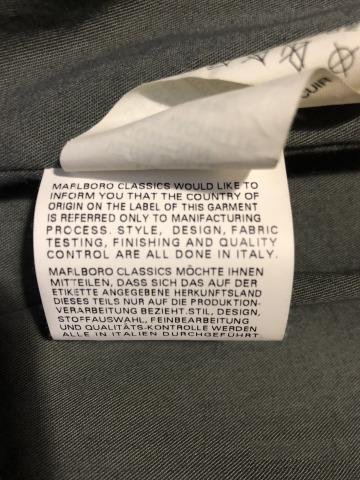 CUIR
MARLBORO CLASSICS WOULD LIKE TO
INFORM YOU THAT THE COUNTRY OF
ORIGIN ON THE LABEL OF THIS GARMENT
IS REFERRED ONLY TO MANIFACTURING
PROCESS. STYLE, DESIGN, FABRIC
TESTING, FINISHING AND QUALITY
CONTROL ARE ALL DONE IN ITALY.
MARLBORO CLASSICS MÖCHTE IHNEN
MITTEILEN, DASS SICH DAS AUF DER
ETIKETTE ANGEGEBENE HERKUNFTSLAND
DIESES TEILS NUR AUF DIE PRODUKTION-
VERARBEITUNG BEZIEHT.STIL, DESIGN,
STOFFAUSWAHL, FEINBEARBEITUNG
UND QUALITÄTS-KONTROLLE WERDEN
ALLE IN ITALIEN DURCHGEFÜHRT.